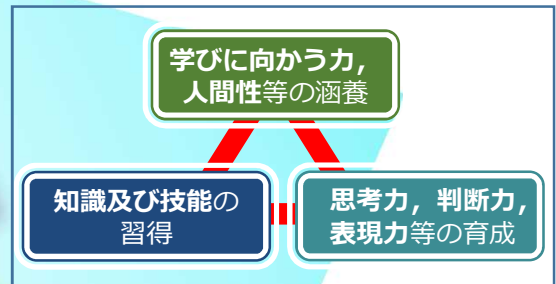 学びに向かう力，
人間性等の涵養
知識及び技能の
習得
思考力，判断力，
表現力等の育成